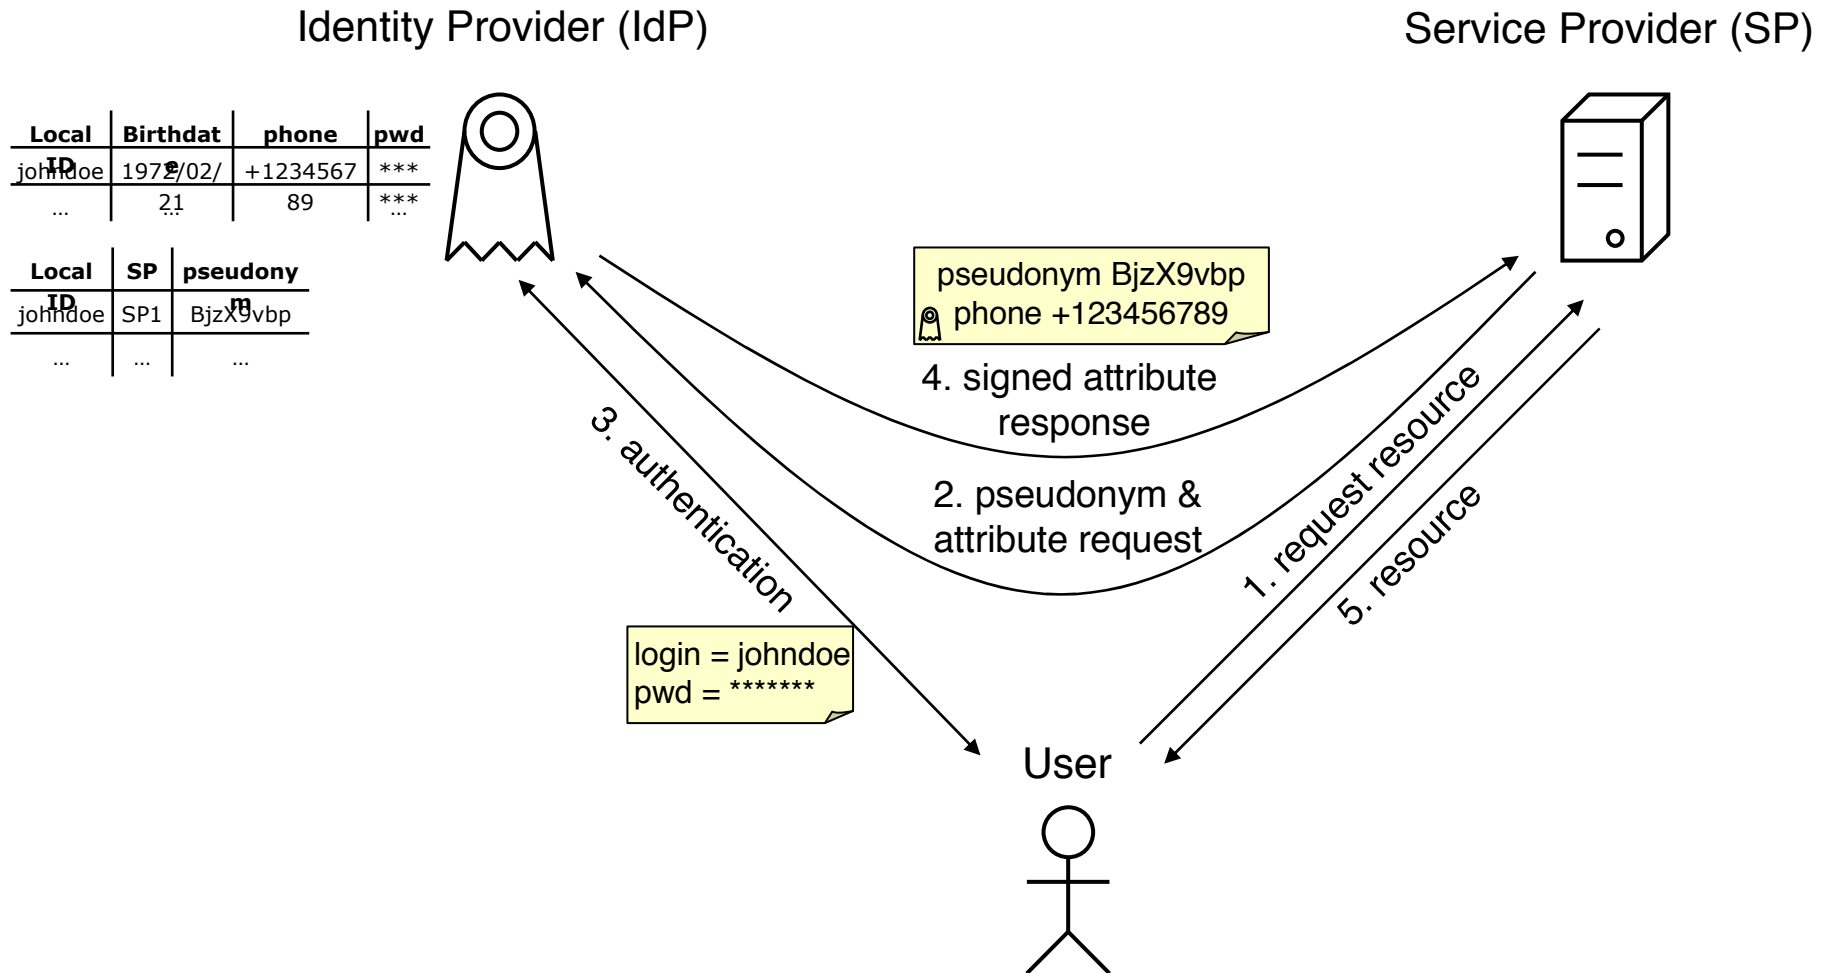 Identity Provider (IdP)
Service Provider (SP)
Local ID Birthdate phone pwd
johndoe 1972/02/21 +123456789 ******
... ... ...
Local ID SP pseudonym
johndoe SP1 BjzX9vbp
... ... ...
pseudonym BjzX9vbp
phone +123456789
4. signed attribute
response
2. pseudonym &
attribute request
3. authentication
1. request resource
5. resource
login = johndoe
pwd = *******
User